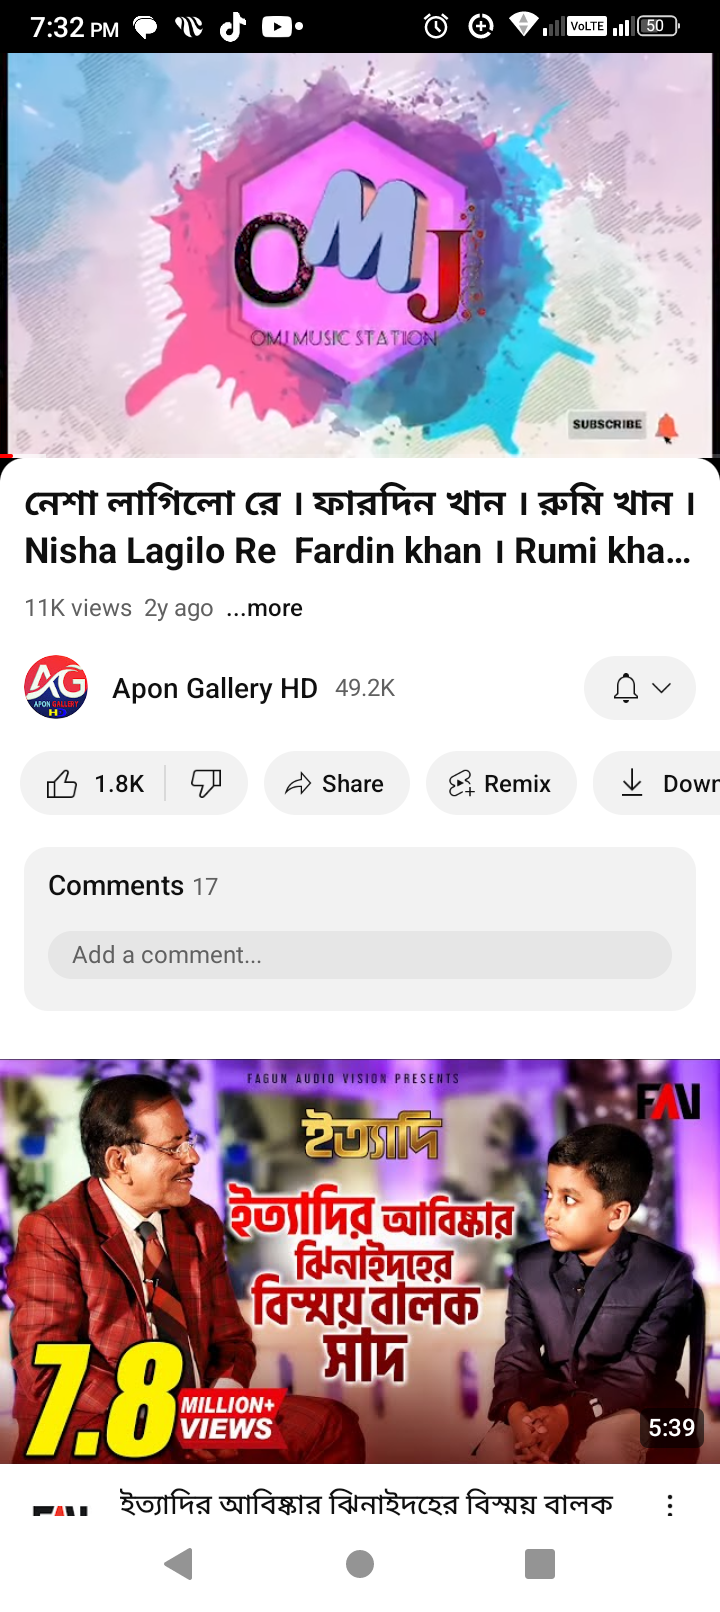 7:32 PM
VoLTE
50
OMJ
OMJ MUSIC STATION
SUBSCRIBE
নেশা লাগিলো রে । ফারদিন খান । রুমি খান ।
Nisha Lagilo Re Fardin khan । Rumi kha...
11K views 2y ago ...more
AG
APON GALLERY
HD
Apon Gallery HD 49.2K
1.8K
Share
Remix
Down
Comments 17
Add a comment...
FAGUN AUDIO VISION PRESENTS
FAV
ইত্যাদি
ইত্যাদির আবিষ্কার
ঝিনাইদহের
বিস্ময় বালক
সাদ
7.8 MILLION+
VIEWS
5:39
FAV
ইত্যাদির আবিষ্কার ঝিনাইদহের বিস্ময় বালক